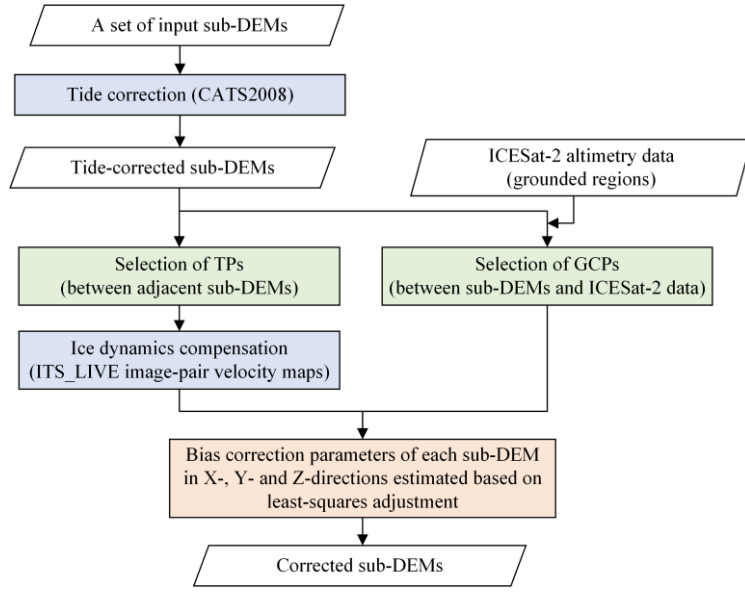 A set of input sub-DEMs
Tide correction (CATS2008)
Tide-corrected sub-DEMs
ICESat-2 altimetry data
(grounded regions)
Selection of TPs
(between adjacent sub-DEMs)
Selection of GCPs
(between sub-DEMs and ICESat-2 data)
Ice dynamics compensation
(ITS_LIVE image-pair velocity maps)
Bias correction parameters of each sub-DEM
in X-, Y- and Z-directions estimated based on
least-squares adjustment
Corrected sub-DEMs